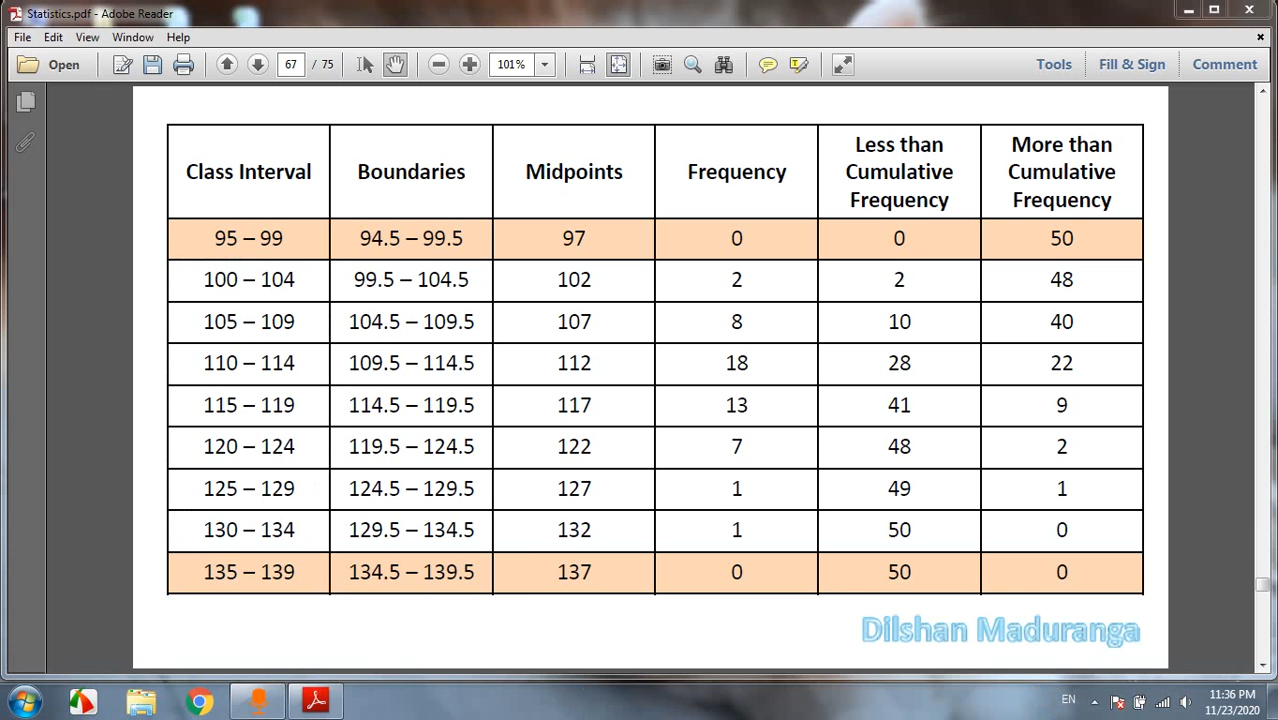 Statistics.pdf - Adobe Reader
File Edit View Window Help
Open 67 / 75 101% Tools Fill & Sign Comment
Class Interval Boundaries Midpoints Frequency Less than Cumulative Frequency More than Cumulative Frequency
95 – 99 94.5 – 99.5 97 0 0 50
100 – 104 99.5 – 104.5 102 2 2 48
105 – 109 104.5 – 109.5 107 8 10 40
110 – 114 109.5 – 114.5 112 18 28 22
115 – 119 114.5 – 119.5 117 13 41 9
120 – 124 119.5 – 124.5 122 7 48 2
125 – 129 124.5 – 129.5 127 1 49 1
130 – 134 129.5 – 134.5 132 1 50 0
135 – 139 134.5 – 139.5 137 0 50 0
Dilshan Maduranga
EN 11:36 PM
11/23/2020